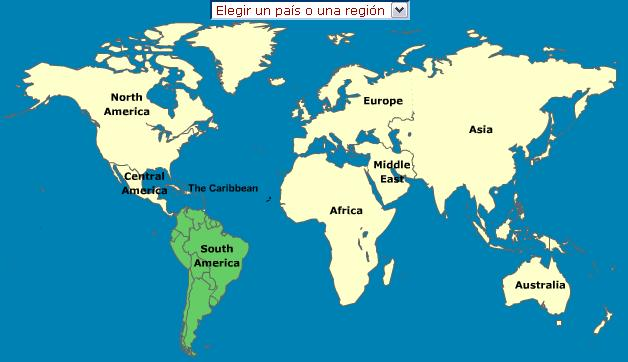 Elegir un país o una región
North
America
Europe
Asia
Middle
East
Central
America
The Caribbean
Africa
South
America
Australia